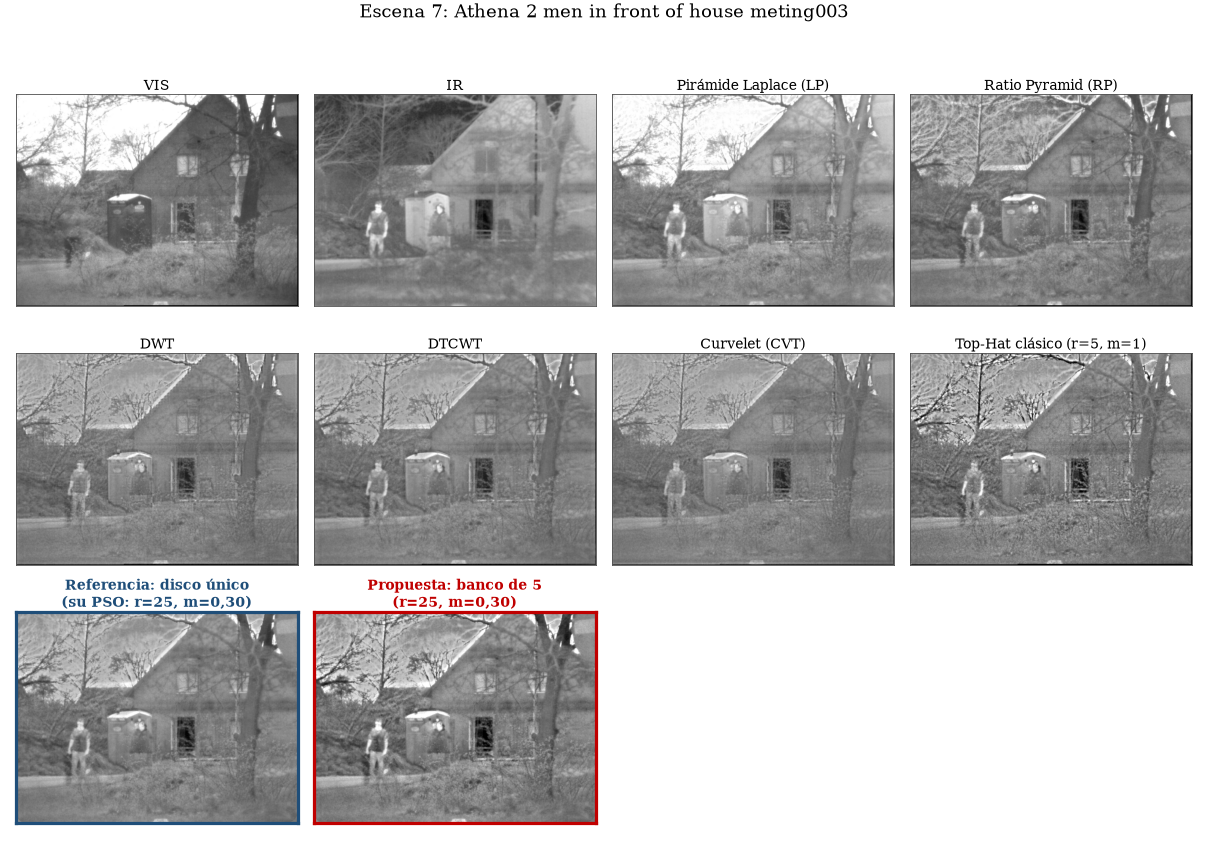 Escena 7: Athena 2 men in front of house meting003
VIS
IR
Pirámide Laplace (LP)
Ratio Pyramid (RP)
DWT
DTCWT
Curvelet (CVT)
Top-Hat clásico (r=5, m=1)
Referencia: disco único
(su PSO: r=25, m=0,30)
Propuesta: banco de 5
(r=25, m=0,30)